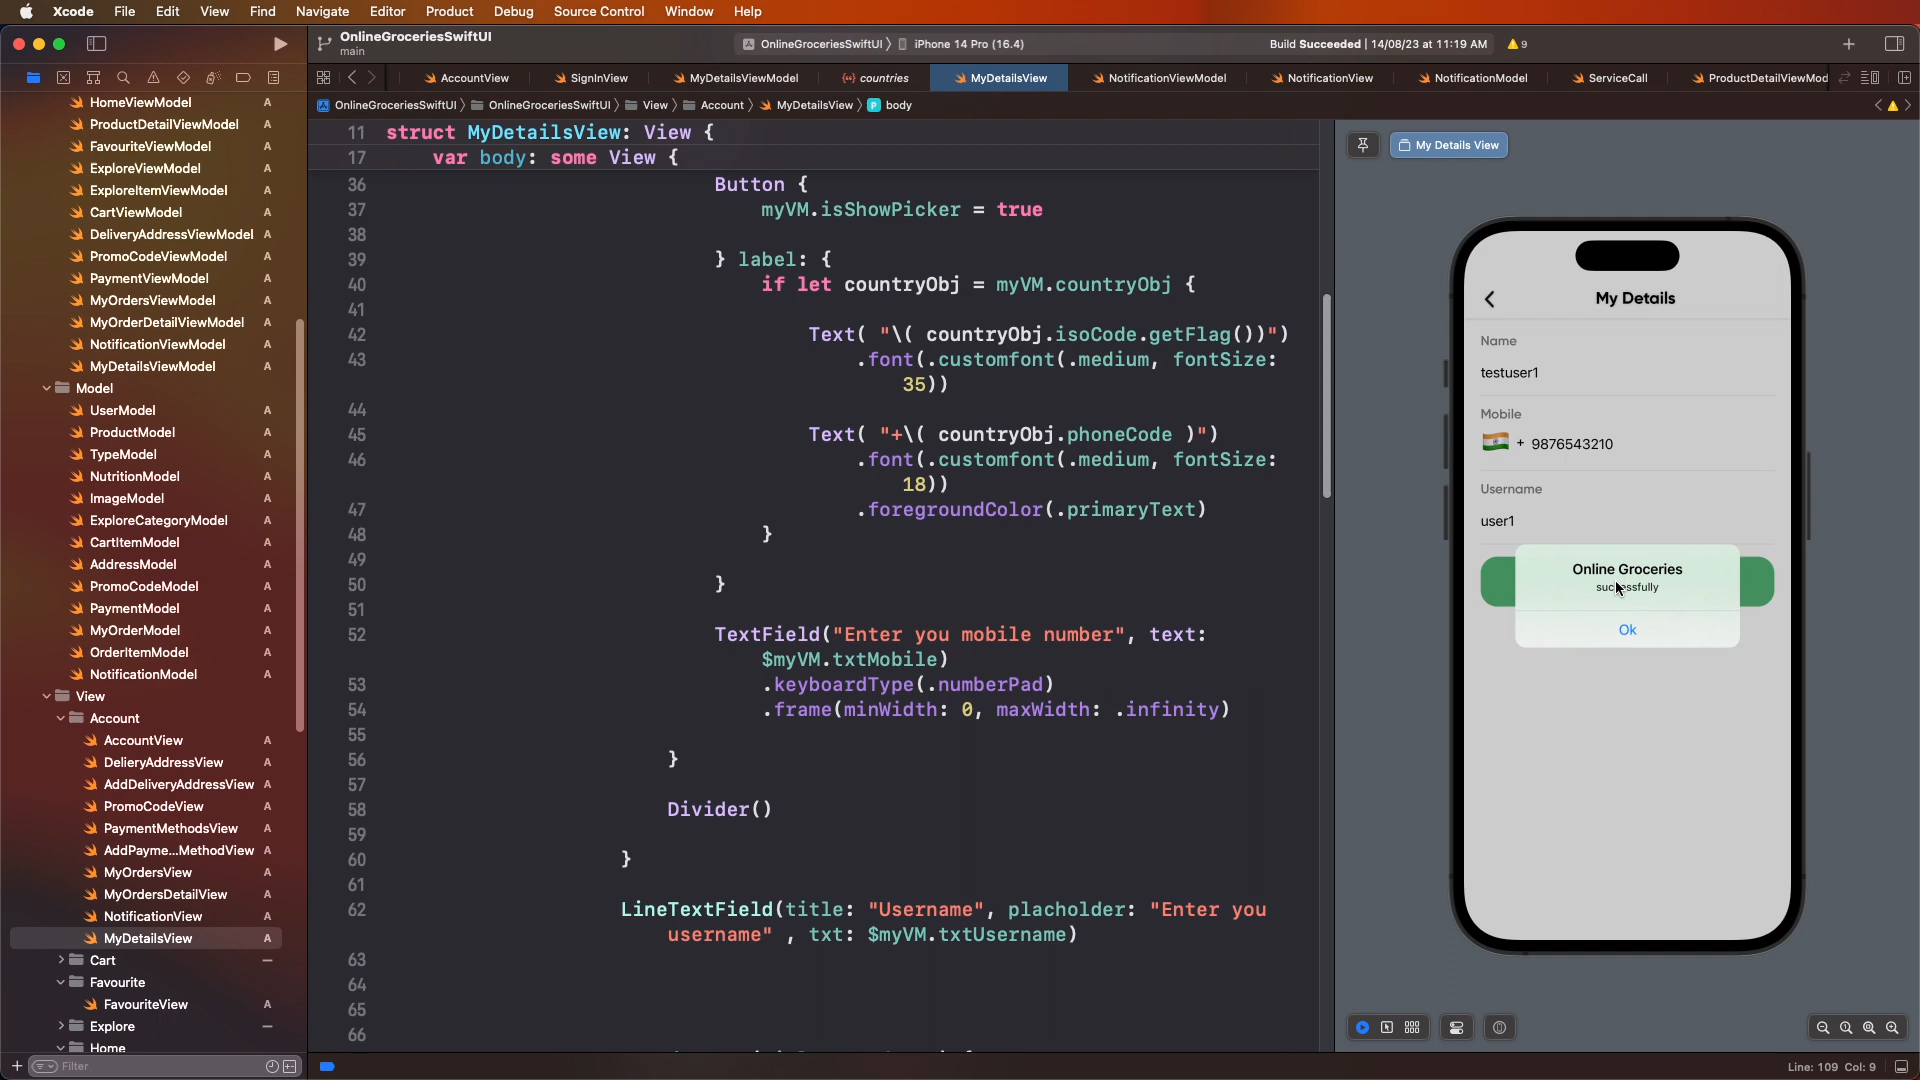 Xcode File Edit View Find Navigate Editor Product Debug Source Control Window Help
OnlineGroceriesSwiftUI
main
OnlineGroceriesSwiftUI iPhone 14 Pro (16.4)
Build Succeeded | 14/08/23 at 11:19 AM 9
AccountView SignInView MyDetailsViewModel countries MyDetailsView NotificationViewModel NotificationView NotificationModel ServiceCall ProductDetailViewMod
OnlineGroceriesSwiftUI OnlineGroceriesSwiftUI View Account MyDetailsView body
HomeViewModel A
ProductDetailViewModel A
FavouriteViewModel A
ExploreViewModel A
ExploreItemViewModel A
CartViewModel A
DeliveryAddressViewModel A
PromoCodeViewModel A
PaymentViewModel A
MyOrdersViewModel A
MyOrderDetailViewModel A
NotificationViewModel A
MyDetailsViewModel A
Model
UserModel A
ProductModel A
TypeModel A
NutritionModel A
ImageModel A
ExploreCategoryModel A
CartItemModel A
AddressModel A
PromoCodeModel A
PaymentModel A
MyOrderModel A
OrderItemModel A
NotificationModel A
View
Account
AccountView A
DelieryAddressView A
AddDeliveryAddressView A
PromoCodeView A
PaymentMethodsView A
AddPayme...MethodView A
MyOrdersView A
MyOrdersDetailView A
NotificationView A
MyDetailsView A
Cart
Favourite
FavouriteView A
Explore
Home
Filter
11 struct MyDetailsView: View {
17 var body: some View {
36 Button {
37 myVM.isShowPicker = true
38
39 } label: {
40 if let countryObj = myVM.countryObj {
41
42 Text( "\( countryObj.isoCode.getFlag())")
43 .font(.customfont(.medium, fontSize:
35))
44
45 Text( "+\( countryObj.phoneCode )")
46 .font(.customfont(.medium, fontSize:
18))
47 .foregroundColor(.primaryText)
48 }
49
50 }
51
52 TextField("Enter you mobile number", text:
$myVM.txtMobile)
53 .keyboardType(.numberPad)
54 .frame(minWidth: 0, maxWidth: .infinity)
55
56 }
57
58 Divider()
59
60 }
61
62 LineTextField(title: "Username", placholder: "Enter you
username" , txt: $myVM.txtUsername)
63
64
65
66
My Details View
My Details
Name
testuser1
Mobile
+ 9876543210
Username
user1
Online Groceries
successfully
Ok
Line: 109 Col: 9